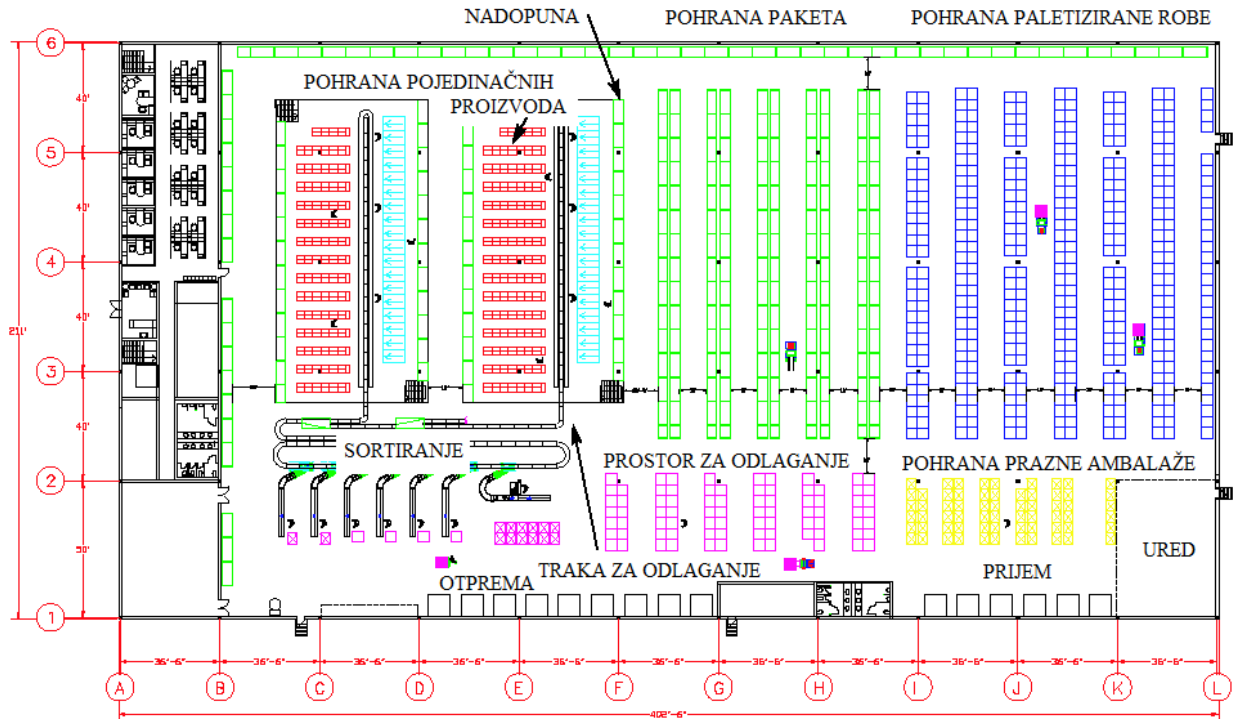 NADOPUNA
POHRANA PAKETA
POHRANA PALETIZIRANE ROBE
POHRANA POJEDINAČNIH
PROIZVODA
SORTIRANJE
PROSTOR ZA ODLAGANJE
POHRANA PRAZNE AMBALAŽE
URED
OTPREMA
TRAKA ZA ODLAGANJE
PRIJEM
6
5
4
3
2
1
40'
40'
40'
40'
50'
211'
36'-6"
36'-6"
36'-6"
36'-6"
36'-6"
36'-6"
36'-6"
36'-6"
36'-6"
36'-6"
36'-6"
A
B
C
D
E
F
G
H
I
J
K
L
402'-6"